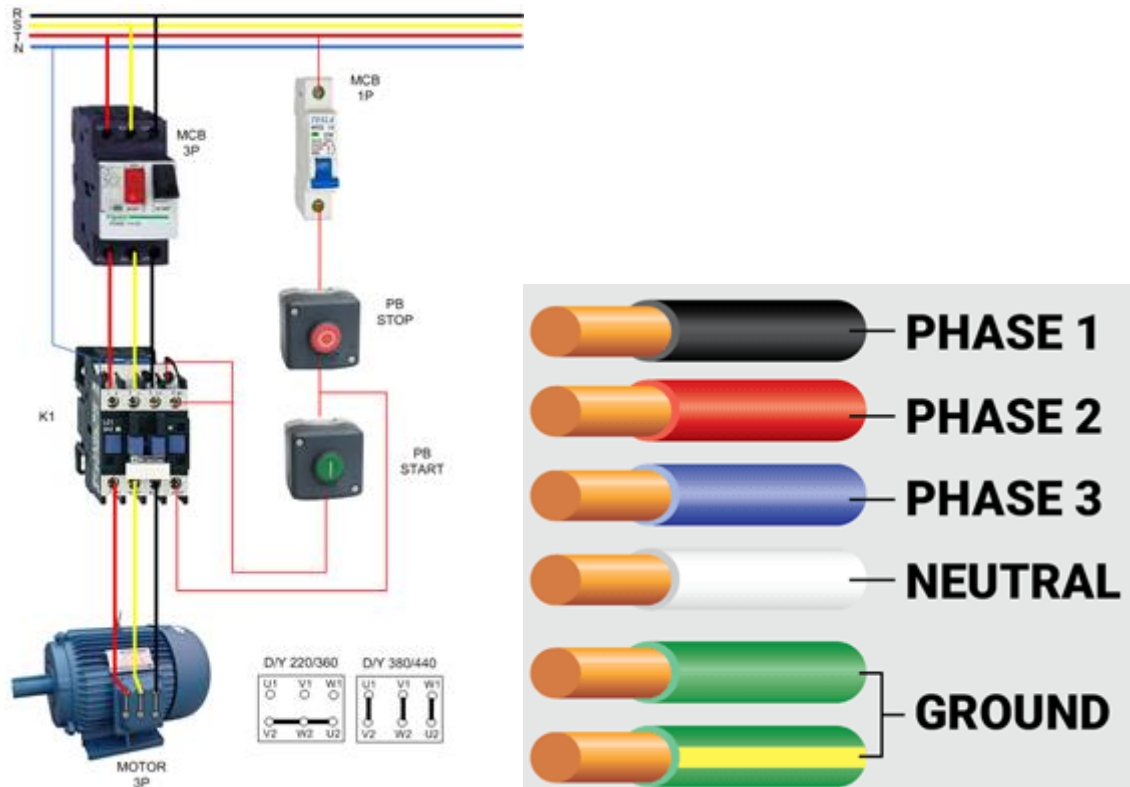 R
S
T
N
MCB
1P
MCB
3P
PB
STOP
K1
PB
START
D/Y 220/360
U1 V1 W1
V2 W2 U2
D/Y 380/440
U1 V1 W1
V2 W2 U2
MOTOR
3P
PHASE 1
PHASE 2
PHASE 3
NEUTRAL
GROUND